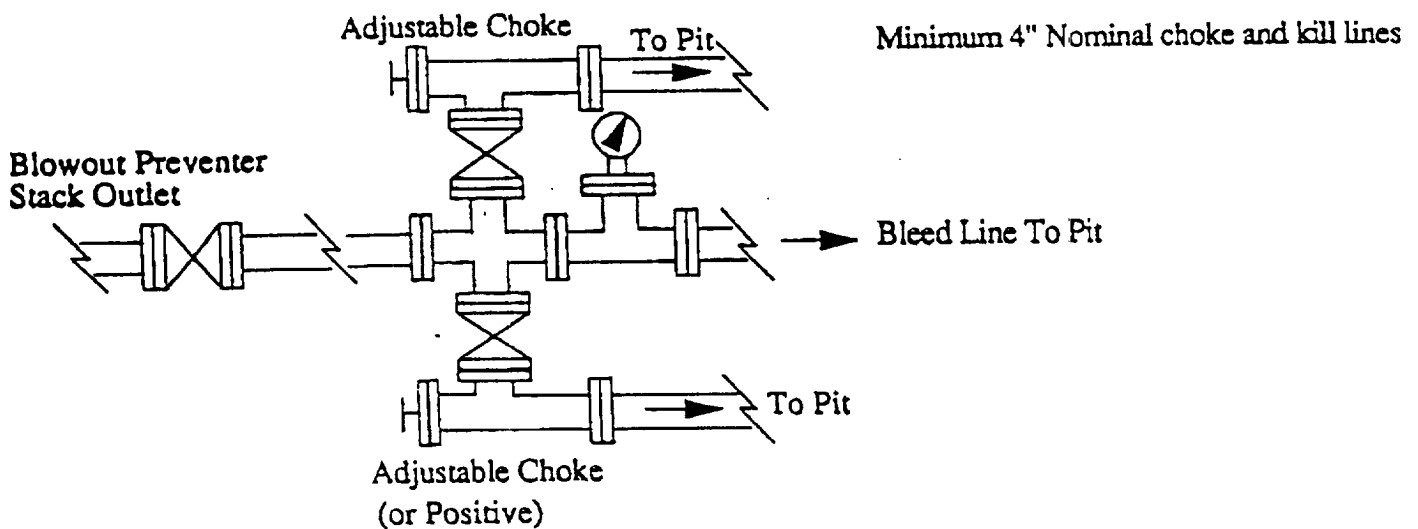 Adjustable Choke
To Pit
Minimum 4" Nominal choke and kill lines
Blowout Preventer
Stack Outlet
Bleed Line To Pit
To Pit
Adjustable Choke
(or Positive)